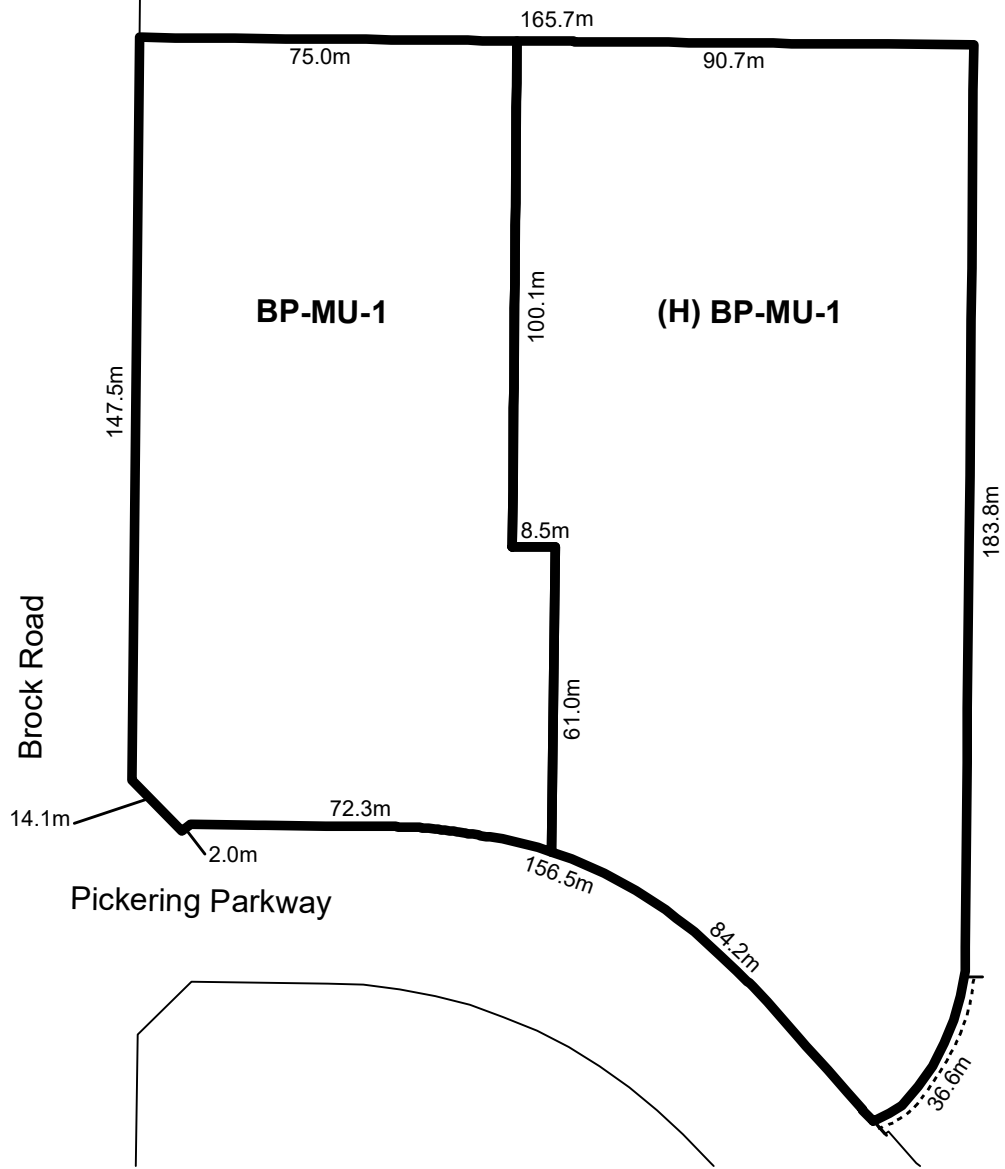 165.7m
75.0m
90.7m
BP-MU-1
(H) BP-MU-1
100.1m
147.5m
8.5m
183.8m
Brock Road
61.0m
14.1m
72.3m
2.0m
156.5m
Pickering Parkway
84.2m
36.6m